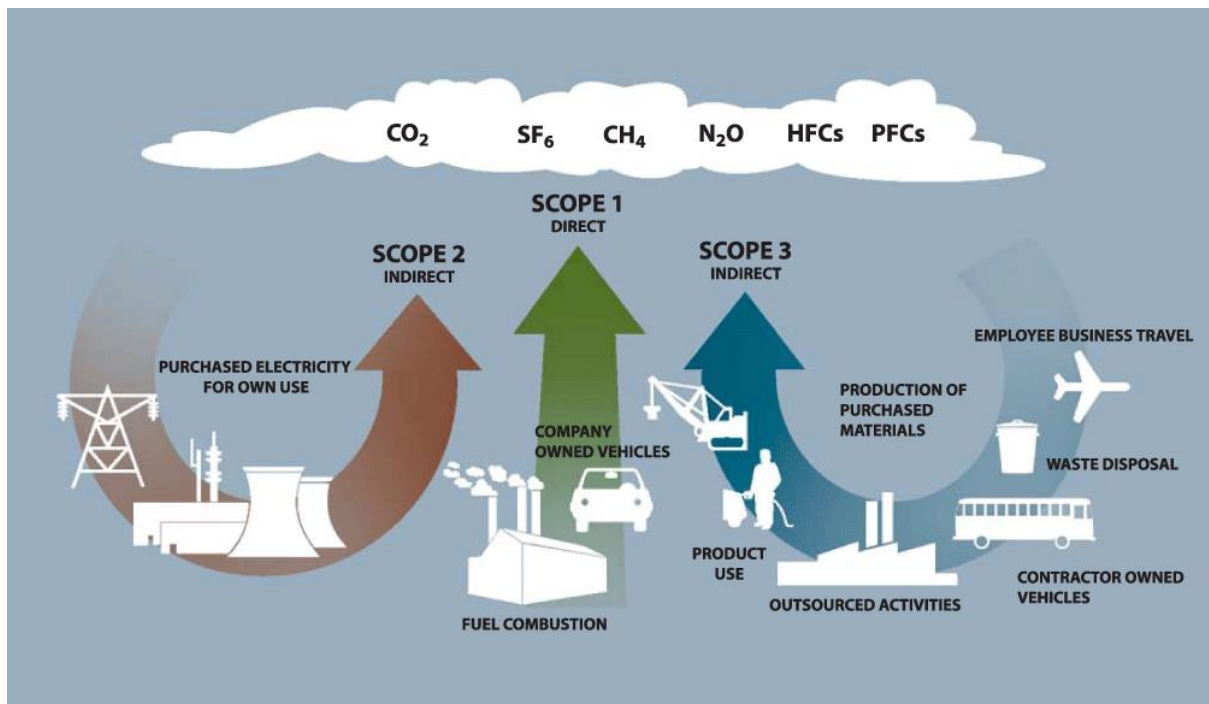 CO₂ SF₆ CH₄ N₂O HFCs PFCs
SCOPE 1
DIRECT
SCOPE 2
INDIRECT
SCOPE 3
INDIRECT
PURCHASED ELECTRICITY
FOR OWN USE
COMPANY
OWNED VEHICLES
FUEL COMBUSTION
PRODUCT
USE
PRODUCTION OF
PURCHASED
MATERIALS
OUTSOURCED ACTIVITIES
EMPLOYEE BUSINESS TRAVEL
WASTE DISPOSAL
CONTRACTOR OWNED
VEHICLES